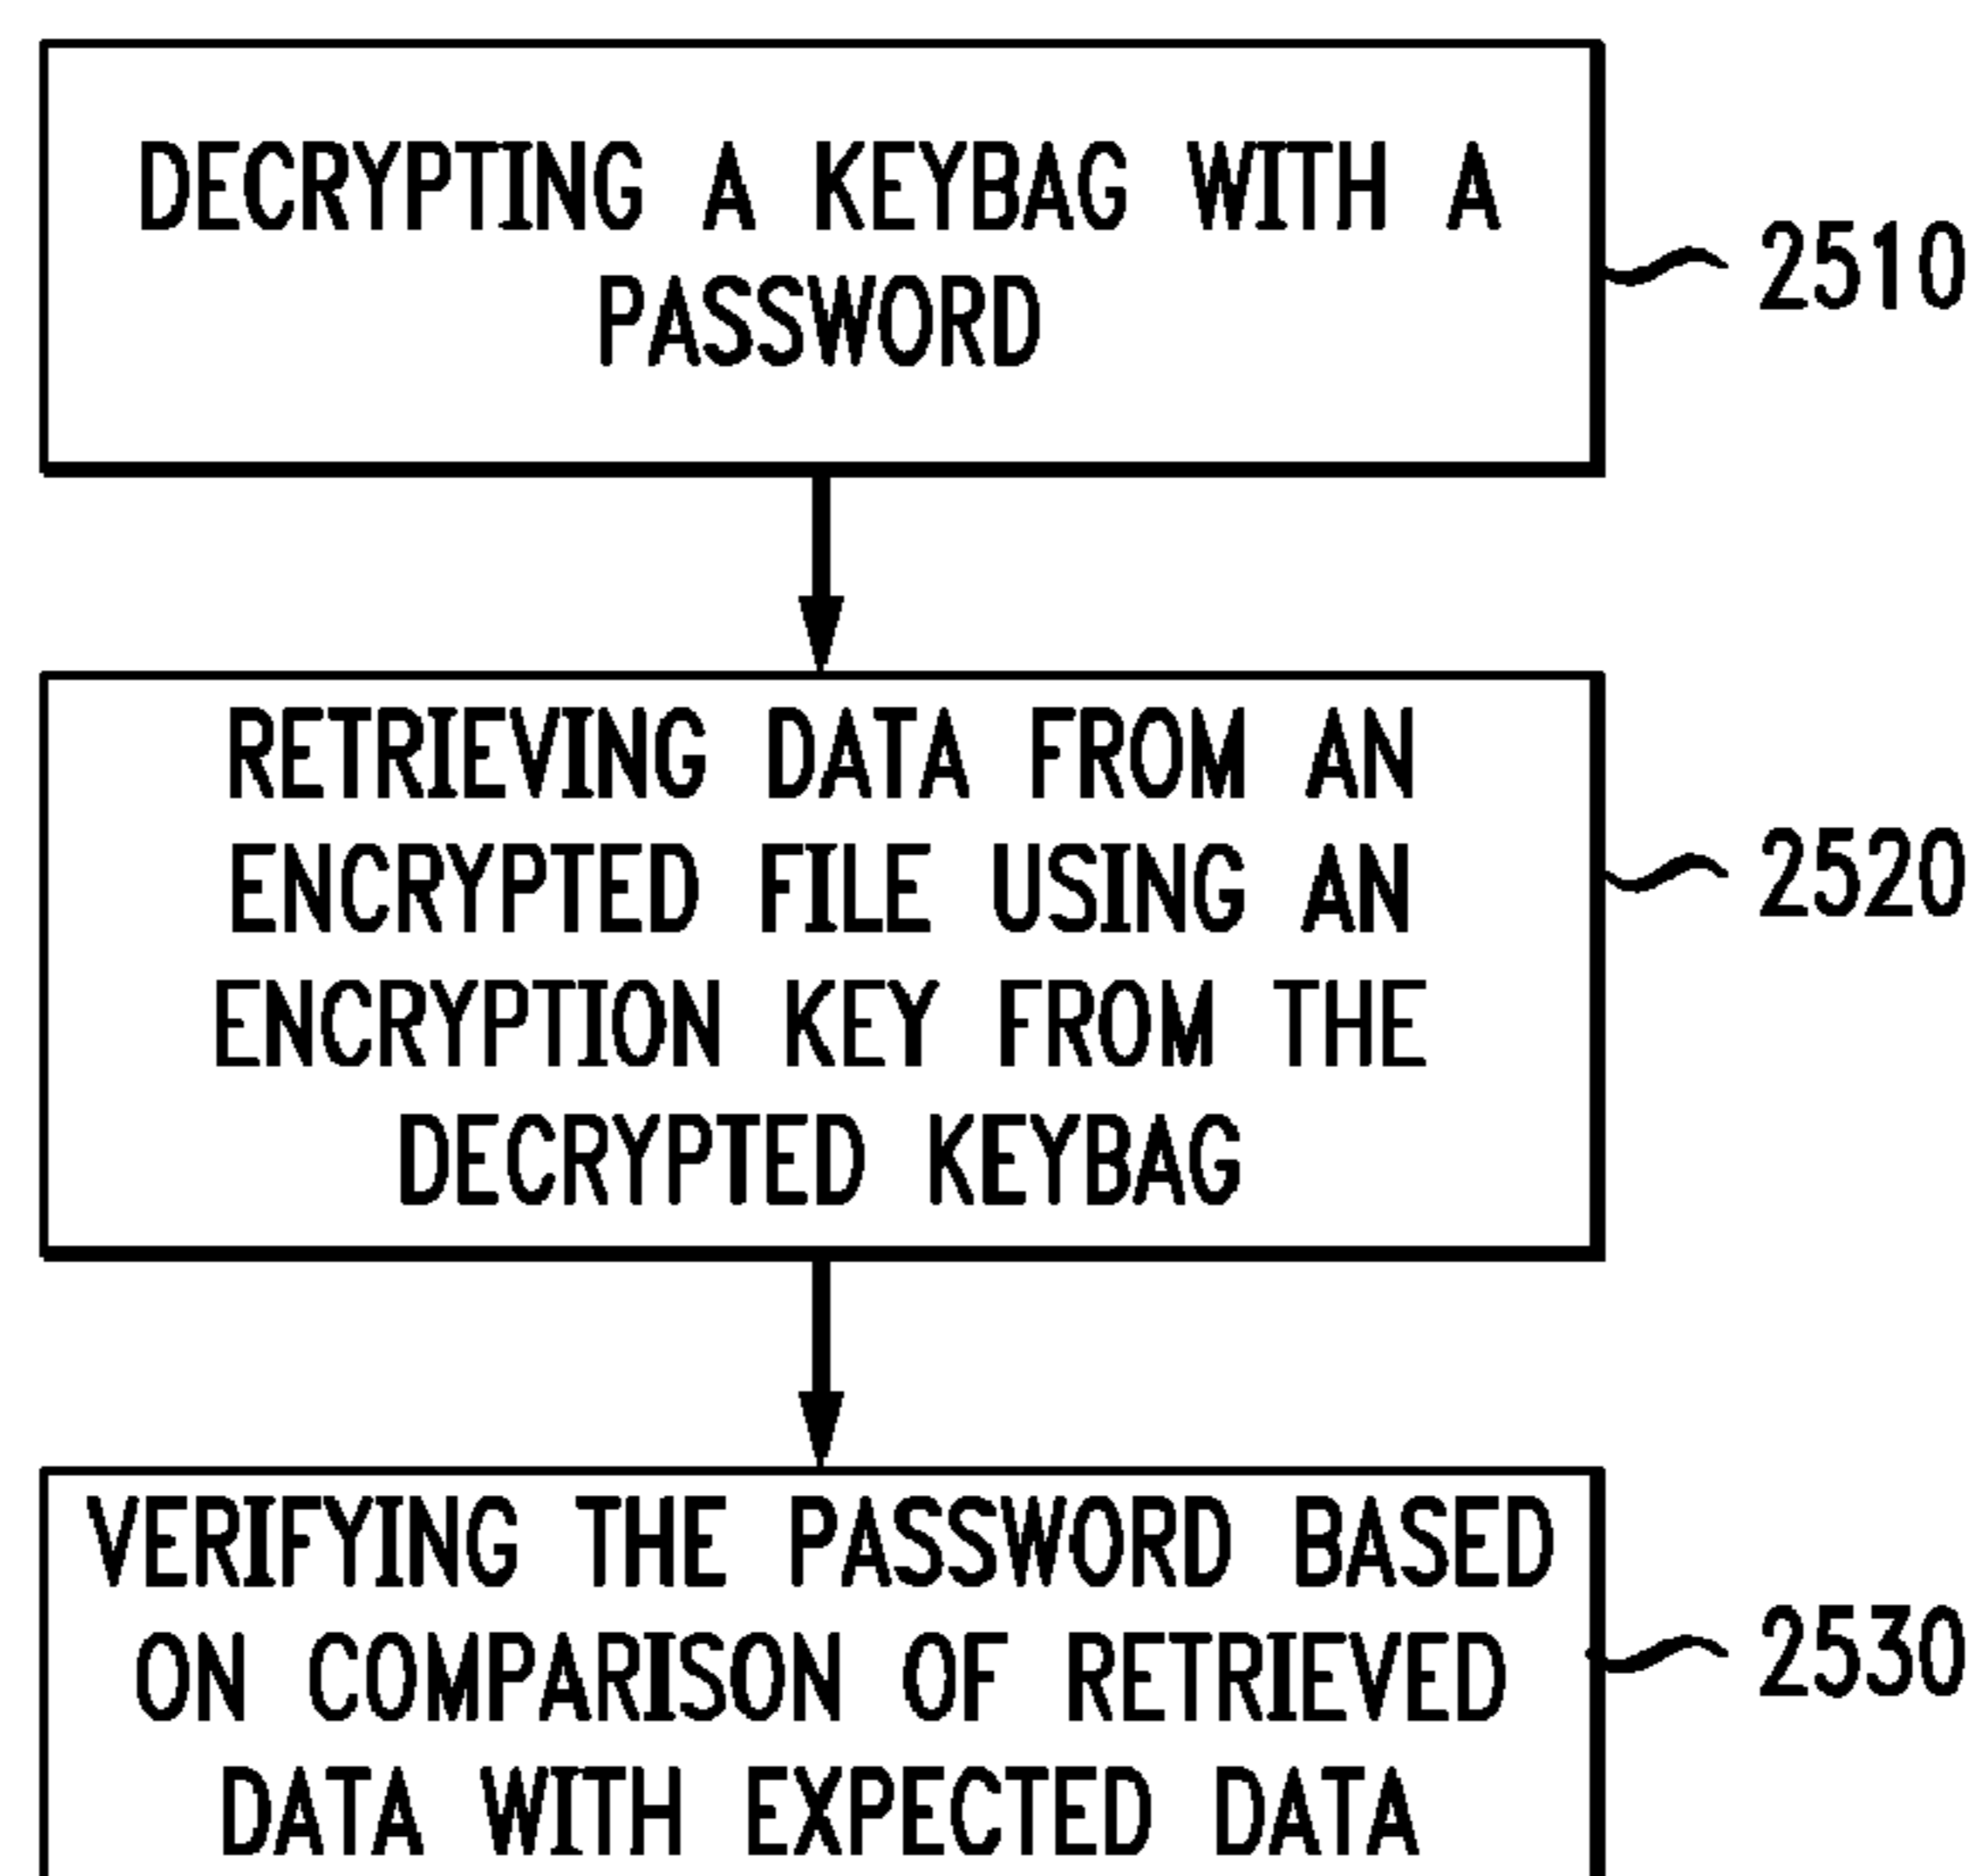 DECRYPTING A KEYBAG WITH A
PASSWORD
2510
RETRIEVING DATA FROM AN
ENCRYPTED FILE USING AN
ENCRYPTION KEY FROM THE
DECRYPTED KEYBAG
2520
VERIFYING THE PASSWORD BASED
ON COMPARISON OF RETRIEVED
DATA WITH EXPECTED DATA
2530